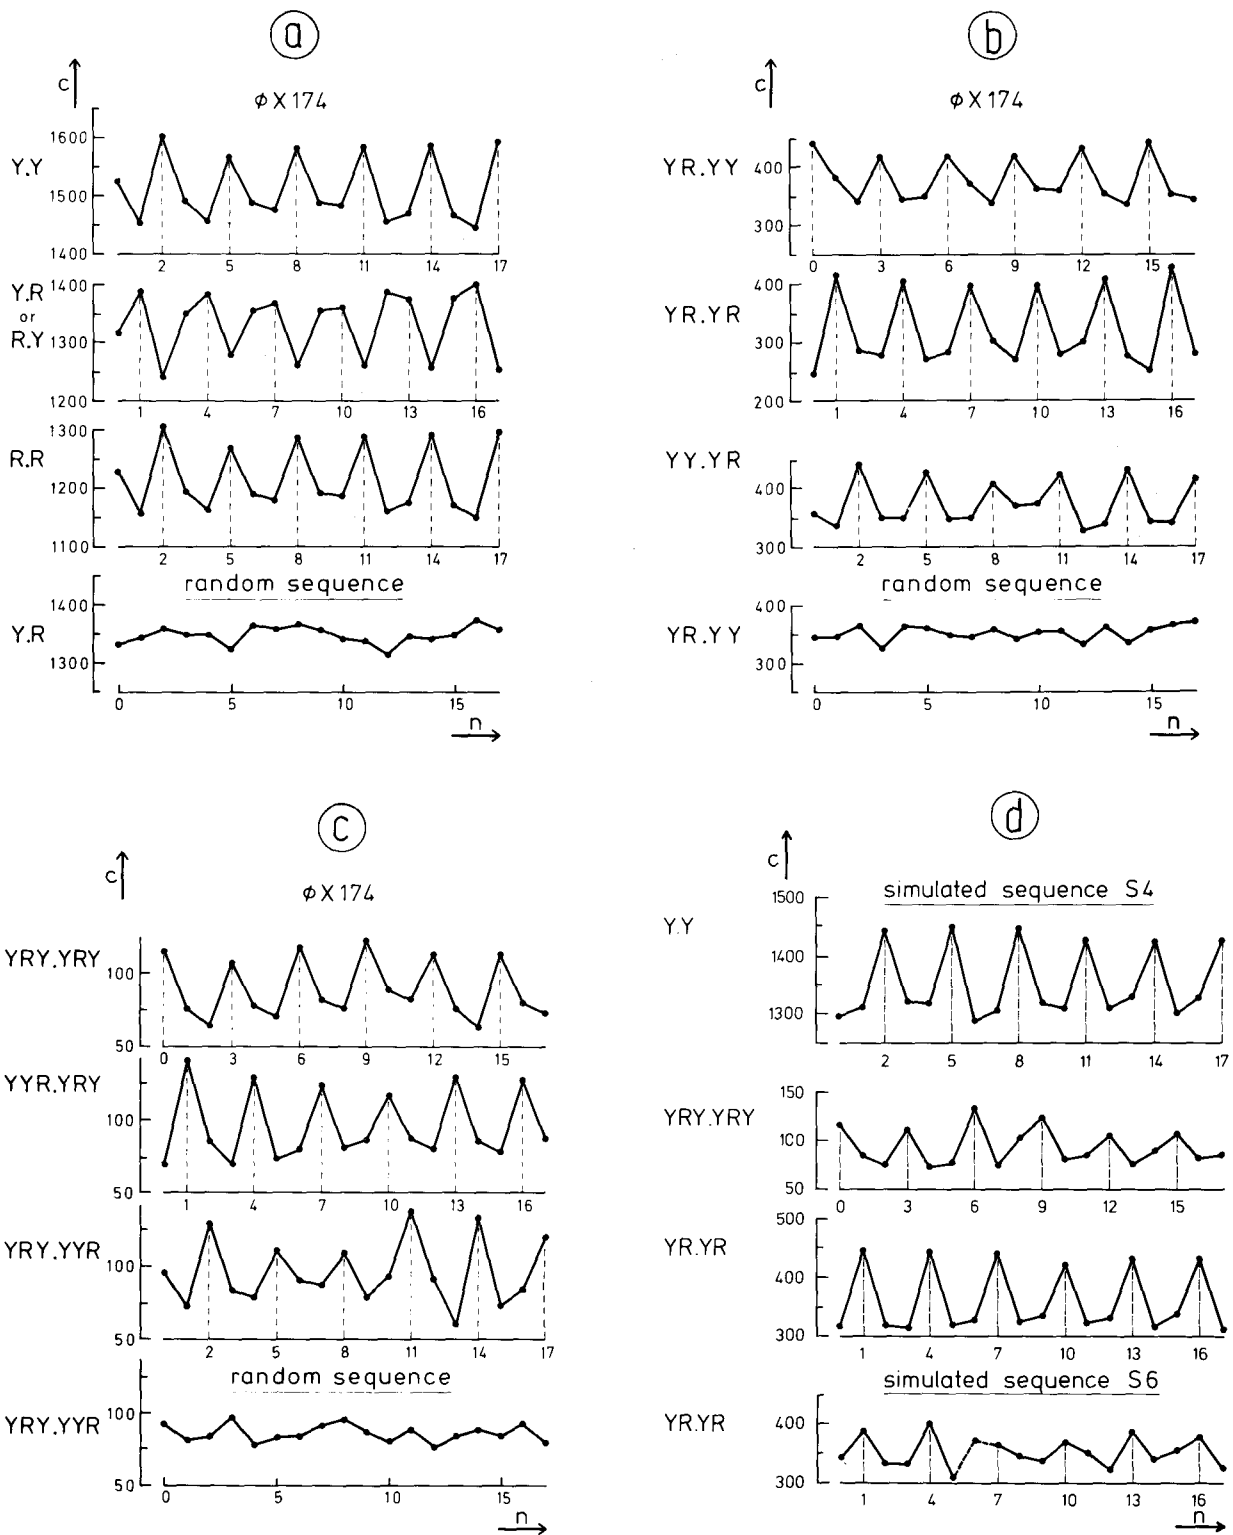 a
c
φX174
Y.Y
1600
1500
1400
2 5 8 11 14 17
Y.R
or
R.Y
1400
1300
1200
1 4 7 10 13 16
R.R
1300
1200
1100
2 5 8 11 14 17
random sequence
Y.R
1400
1300
0 5 10 15
n
b
c
φX174
YR.YY
400
300
0 3 6 9 12 15
YR.YR
400
300
200
1 4 7 10 13 16
YY.YR
400
300
2 5 8 11 14 17
random sequence
YR.YY
400
300
0 5 10 15
n
c
c
φX174
YRY.YRY
100
50
0 3 6 9 12 15
YYR.YRY
100
50
1 4 7 10 13 16
YRY.YYR
100
50
2 5 8 11 14 17
random sequence
YRY.YYR
100
50
0 5 10 15
n
d
c
simulated sequence S4
Y.Y
1500
1400
1300
2 5 8 11 14 17
YRY.YRY
150
100
50
0 3 6 9 12 15
YR.YR
500
400
300
1 4 7 10 13 16
simulated sequence S6
YR.YR
400
300
1 4 7 10 13 16
n